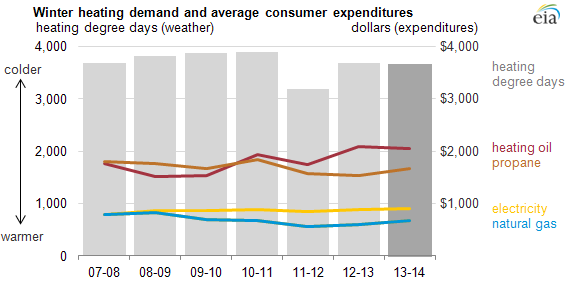 Winter heating demand and average consumer expenditures
heating degree days (weather)
dollars (expenditures)
eia
colder
warmer
4,000
3,000
2,000
1,000
0
$4,000
$3,000
$2,000
$1,000
heating
degree days
heating oil
propane
electricity
natural gas
07-08
08-09
09-10
10-11
11-12
12-13
13-14